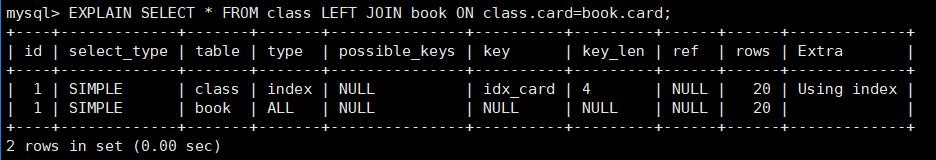 mysql> EXPLAIN SELECT * FROM class LEFT JOIN book ON class.card=book.card;
+----+-------------+-------+-------+---------------+----------+---------+------+------+-------------+
| id | select_type | table | type  | possible_keys | key      | key_len | ref  | rows | Extra       |
+----+-------------+-------+-------+---------------+----------+---------+------+------+-------------+
|  1 | SIMPLE      | class | index | NULL          | idx_card | 4       | NULL |   20 | Using index |
|  1 | SIMPLE      | book  | ALL   | NULL          | NULL     | NULL    | NULL |   20 |             |
+----+-------------+-------+-------+---------------+----------+---------+------+------+-------------+
2 rows in set (0.00 sec)